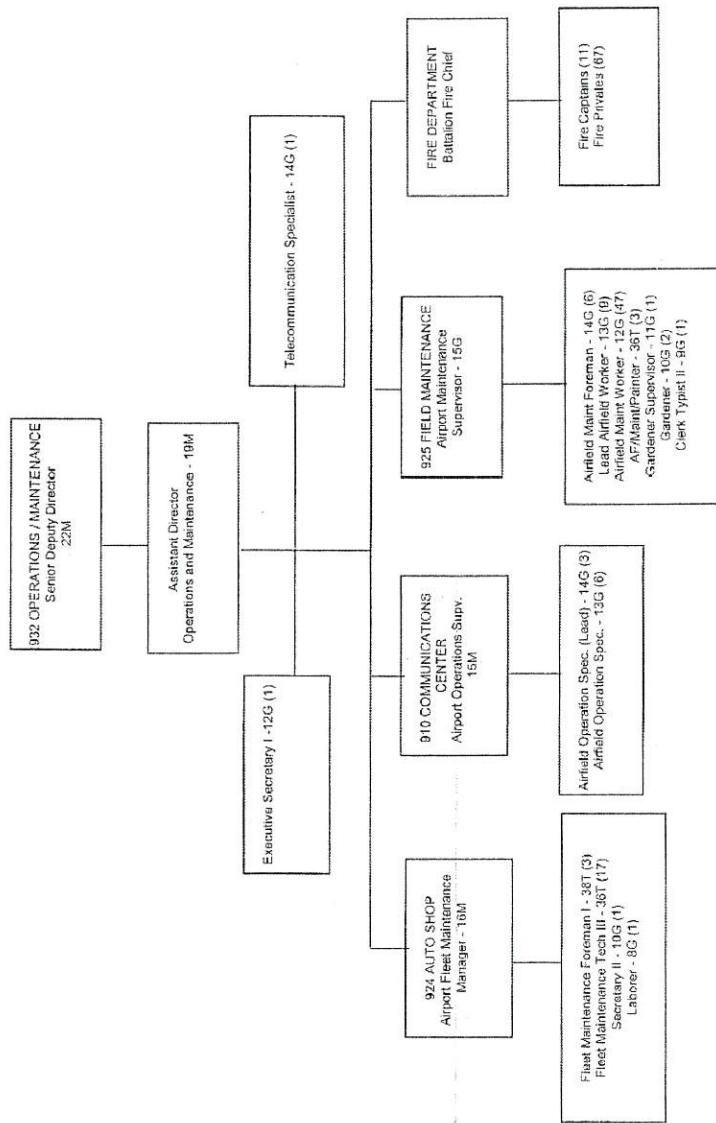 932 OPERATIONS / MAINTENANCE
Senior Deputy Director
22M
Assistant Director
Operations and Maintenance - 19M
Executive Secretary I -12G (1)
Telecommunication Specialist - 14G (1)
924 AUTO SHOP
Airport Fleet Maintenance
Manager - 16M
910 COMMUNICATIONS
CENTER
Airport Operations Supv.
15M
925 FIELD MAINTENANCE
Airport Maintenance
Supervisor - 15G
FIRE DEPARTMENT
Battalion Fire Chief
Fleet Maintenance Foreman I - 38T (3)
Fleet Maintenance Tech III - 36T (17)
Secretary II - 10G (1)
Laborer - 8G (1)
Airfield Operation Spec. (Lead) - 14G (3)
Airfield Operation Spec. - 13G (6)
Airfield Maint Foreman - 14G (6)
Lead Airfield Worker - 13G (9)
Airfield Maint Worker - 12G (47)
AF/Maint/Painter - 36T (3)
Gardener Supervisor - 11G (1)
Gardener - 10G (2)
Clerk Typist II - 9G (1)
Fire Captains (11)
Fire Privates (67)